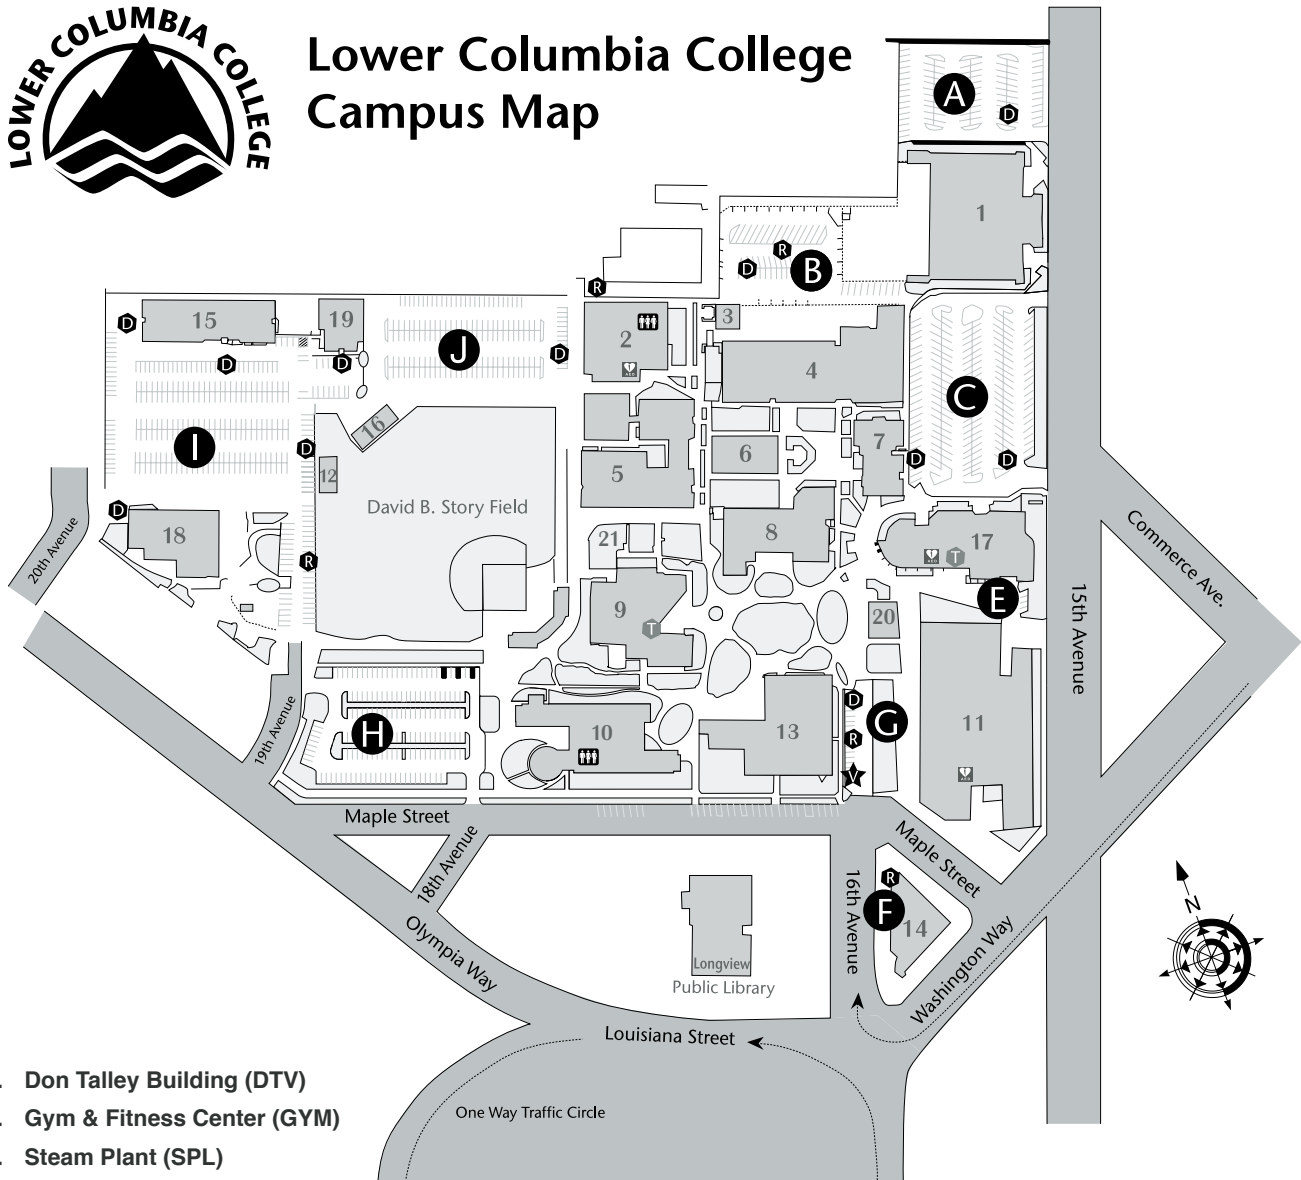 LOWER COLUMBIA COLLEGE
Lower Columbia College
Campus Map
A
D
1
R
D
B
R
15
D
19
D
D
J
D
2
AED
3
4
C
D
D
I
D
16
12
D
18
R
20th Avenue
David B. Story Field
5
6
7
8
21
9
T
17
AED
T
E
20
Commerce Ave.
15th Avenue
19th Avenue
H
10
13
D
R
V
G
11
AED
Maple Street
18th Avenue
Olympia Way
Maple Street
16th Avenue
R
F
14
Washington Way
N
Longview
Public Library
Louisiana Street
One Way Traffic Circle
. Don Talley Building (DTV)
. Gym & Fitness Center (GYM)
. Steam Plant (SPL)